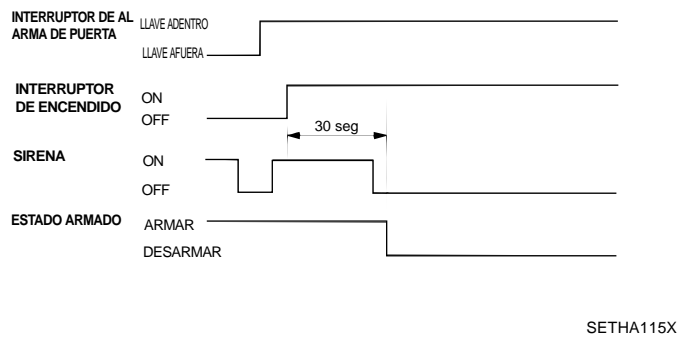 INTERRUPTOR DE AL
ARMA DE PUERTA
LLAVE ADENTRO
LLAVE AFUERA
INTERRUPTOR
DE ENCENDIDO
ON
OFF
30 seg
SIRENA
ON
OFF
ESTADO ARMADO
ARMAR
DESARMAR
SETHA115X